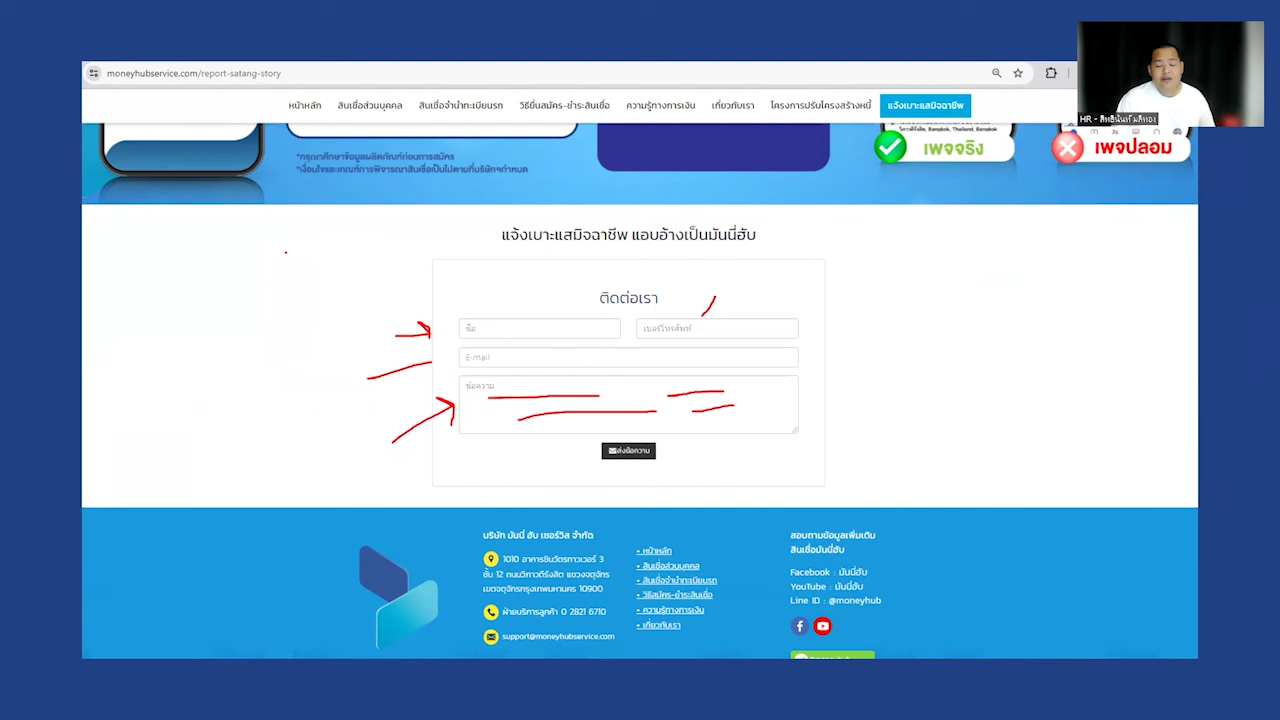 moneyhubservice.com/report-satang-story
หน้าหลัก สินเชื่อส่วนบุคคล สินเชื่อจำนำทะเบียนรถ วิธียื่นสมัคร-ชำระสินเชื่อ ความรู้ทางการเงิน เกี่ยวกับเรา โครงการปรับโครงสร้างหนี้ แจ้งเบาะแสมิจฉาชีพ
HR - สิทธินันท์ มลิทอง
*กรุณาศึกษาข้อมูลผลิตภัณฑ์ก่อนการสมัคร
*เงื่อนไขและเกณฑ์การพิจารณาสินเชื่อเป็นไปตามที่บริษัทฯกำหนด
เพจจริง
เพจปลอม
แจ้งเบาะแสมิจฉาชีพ แอบอ้างเป็นมันนี่ฮับ
ติดต่อเรา
ชื่อ เบอร์โทรศัพท์
E-mail
ข้อความ
ส่งข้อความ
บริษัท มันนี่ ฮับ เซอร์วิส จำกัด
1010 อาคารชินวัตรทาวเวอร์ 3
ชั้น 12 ถนนวิภาวดีรังสิต แขวงจตุจักร
เขตจตุจักรกรุงเทพมหานคร 10900
ฝ่ายบริการลูกค้า 0 2821 6710
support@moneyhubservice.com
• หน้าหลัก
• สินเชื่อส่วนบุคคล
• สินเชื่อจำนำทะเบียนรถ
• วิธีสมัคร-ชำระสินเชื่อ
• ความรู้ทางการเงิน
• เกี่ยวกับเรา
สอบถามข้อมูลเพิ่มเติม
สินเชื่อมันนี่ฮับ
Facebook : มันนี่ฮับ
YouTube : มันนี่ฮับ
Line ID : @moneyhub